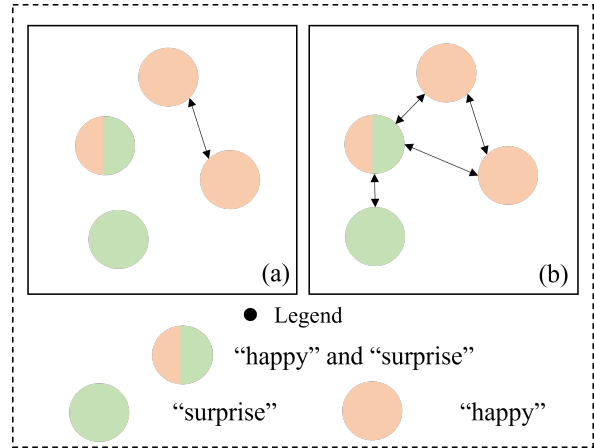 (a)
(b)
Legend
“happy” and “surprise”
“surprise” “happy”